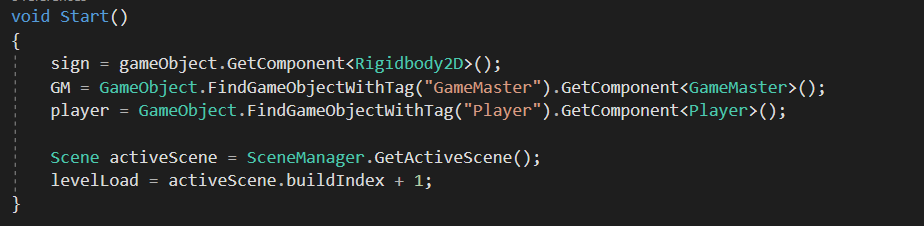 void Start()
{
sign = gameObject.GetComponent<Rigidbody2D>();
GM = GameObject.FindGameObjectWithTag("GameMaster").GetComponent<GameMaster>();
player = GameObject.FindGameObjectWithTag("Player").GetComponent<Player>();
Scene activeScene = SceneManager.GetActiveScene();
levelLoad = activeScene.buildIndex + 1;
}